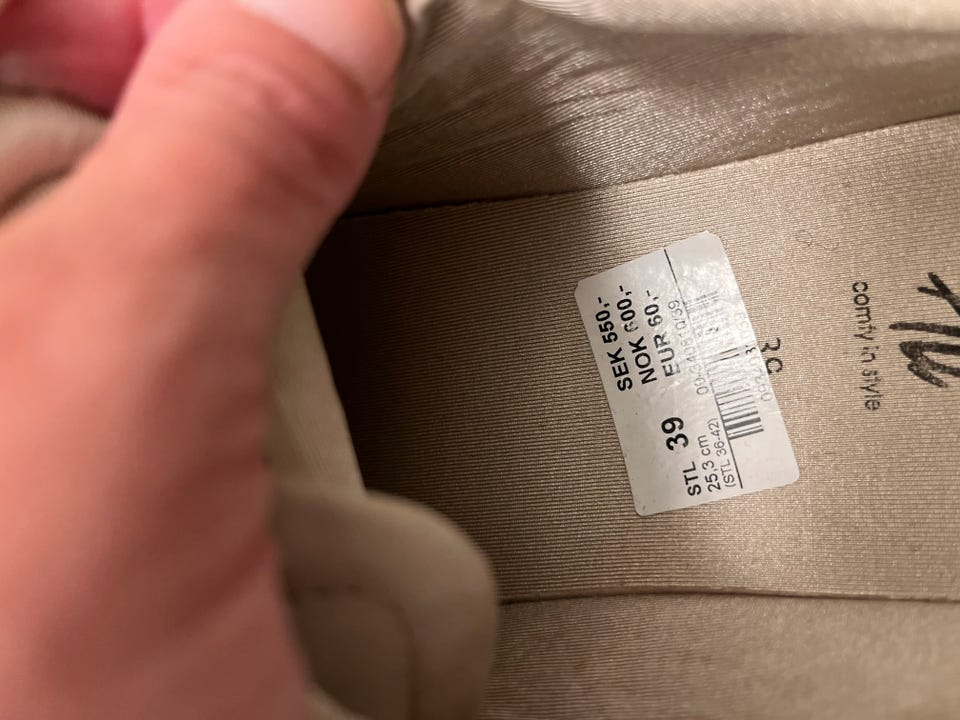 SEK 550,-
NOK 600,-
EUR 60,-
STL 39
25,3 cm
(STL 36-42)
comfy in style